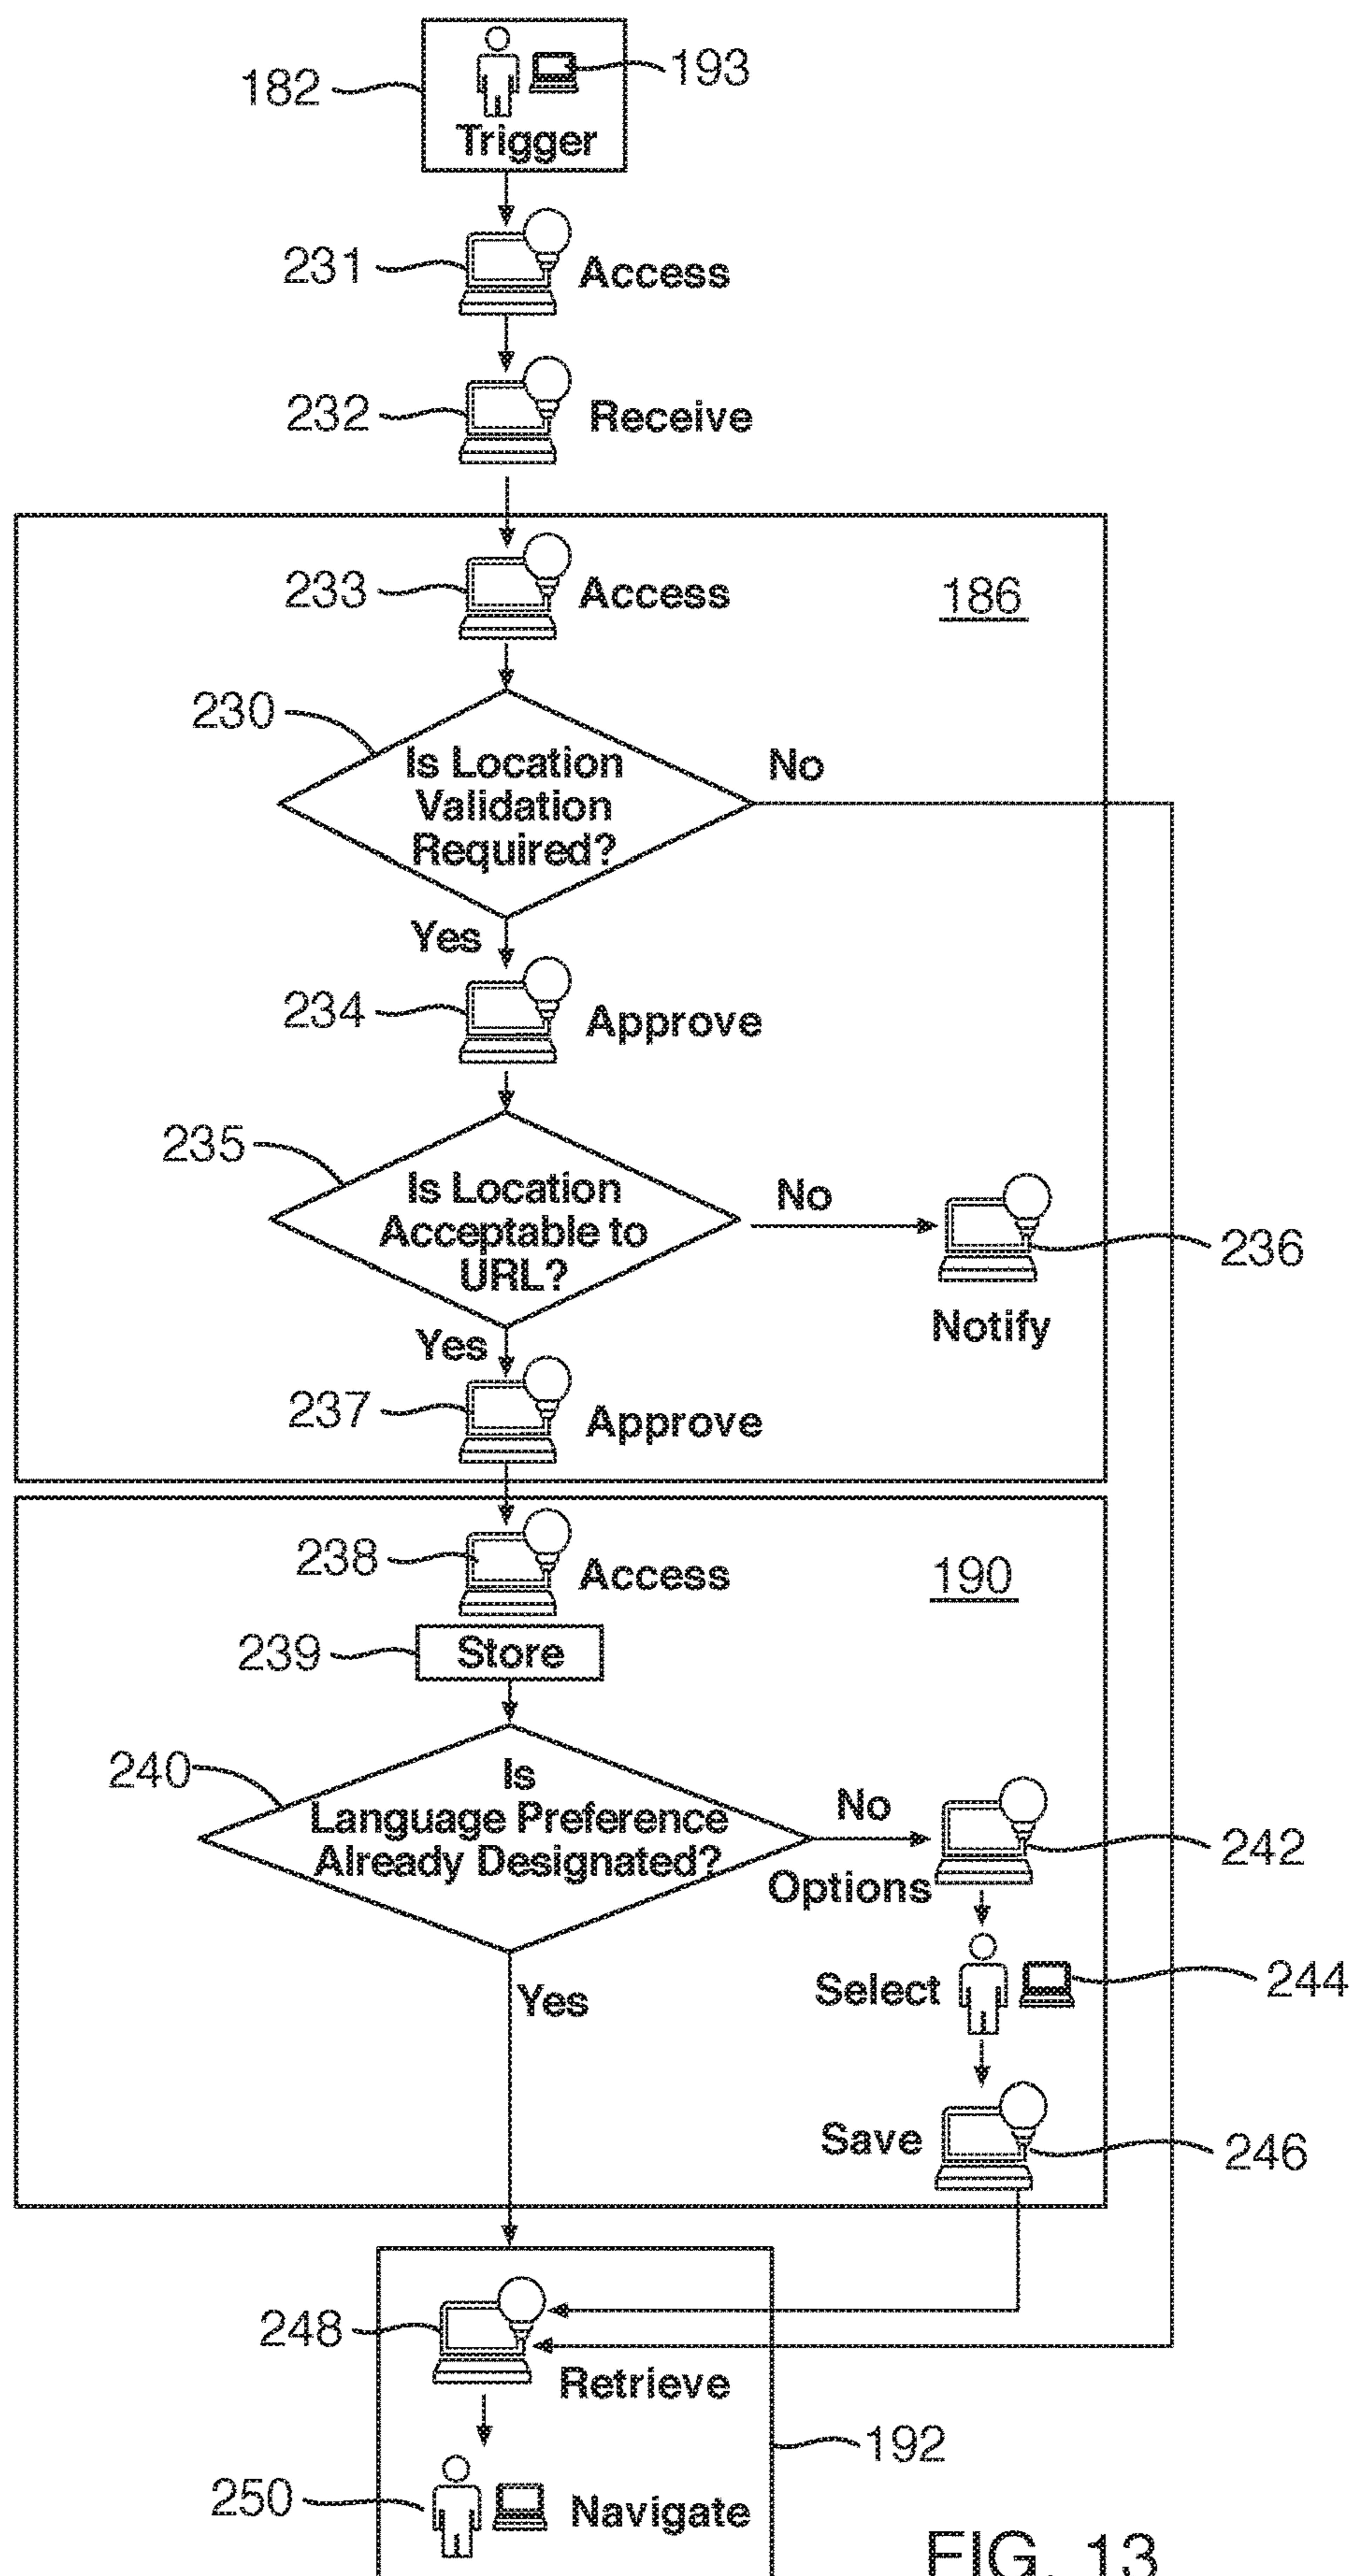 182
193
Trigger
231
Access
232
Receive
233
Access
186
230
Is Location
Validation
Required?
No
Yes
234
Approve
235
Is Location
Acceptable to
URL?
No
236
Notify
Yes
237
Approve
238
Access
190
239
Store
240
Is
Language Preference
Already Designated?
No
242
Options
Yes
Select
244
Save
246
248
Retrieve
192
250
Navigate
FIG. 13